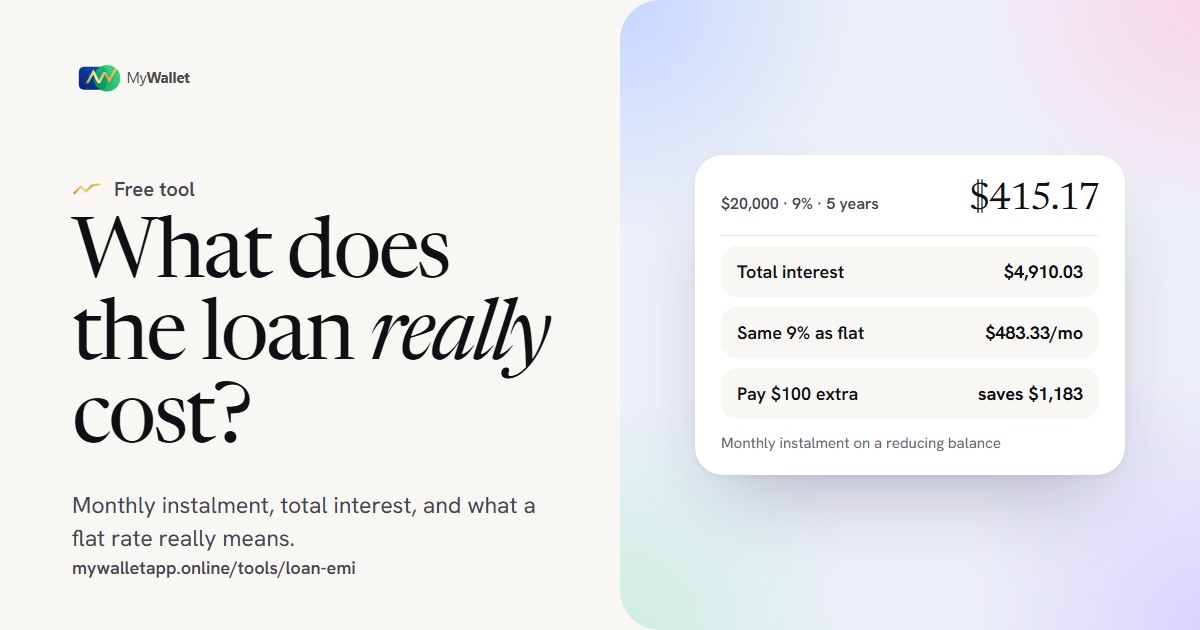 MyWallet
Free tool
What does
the loan really
cost?
Monthly instalment, total interest, and what a
flat rate really means.
mywalletapp.online/tools/loan-emi
$20,000 · 9% · 5 years $415.17
Total interest $4,910.03
Same 9% as flat $483.33/mo
Pay $100 extra saves $1,183
Monthly instalment on a reducing balance